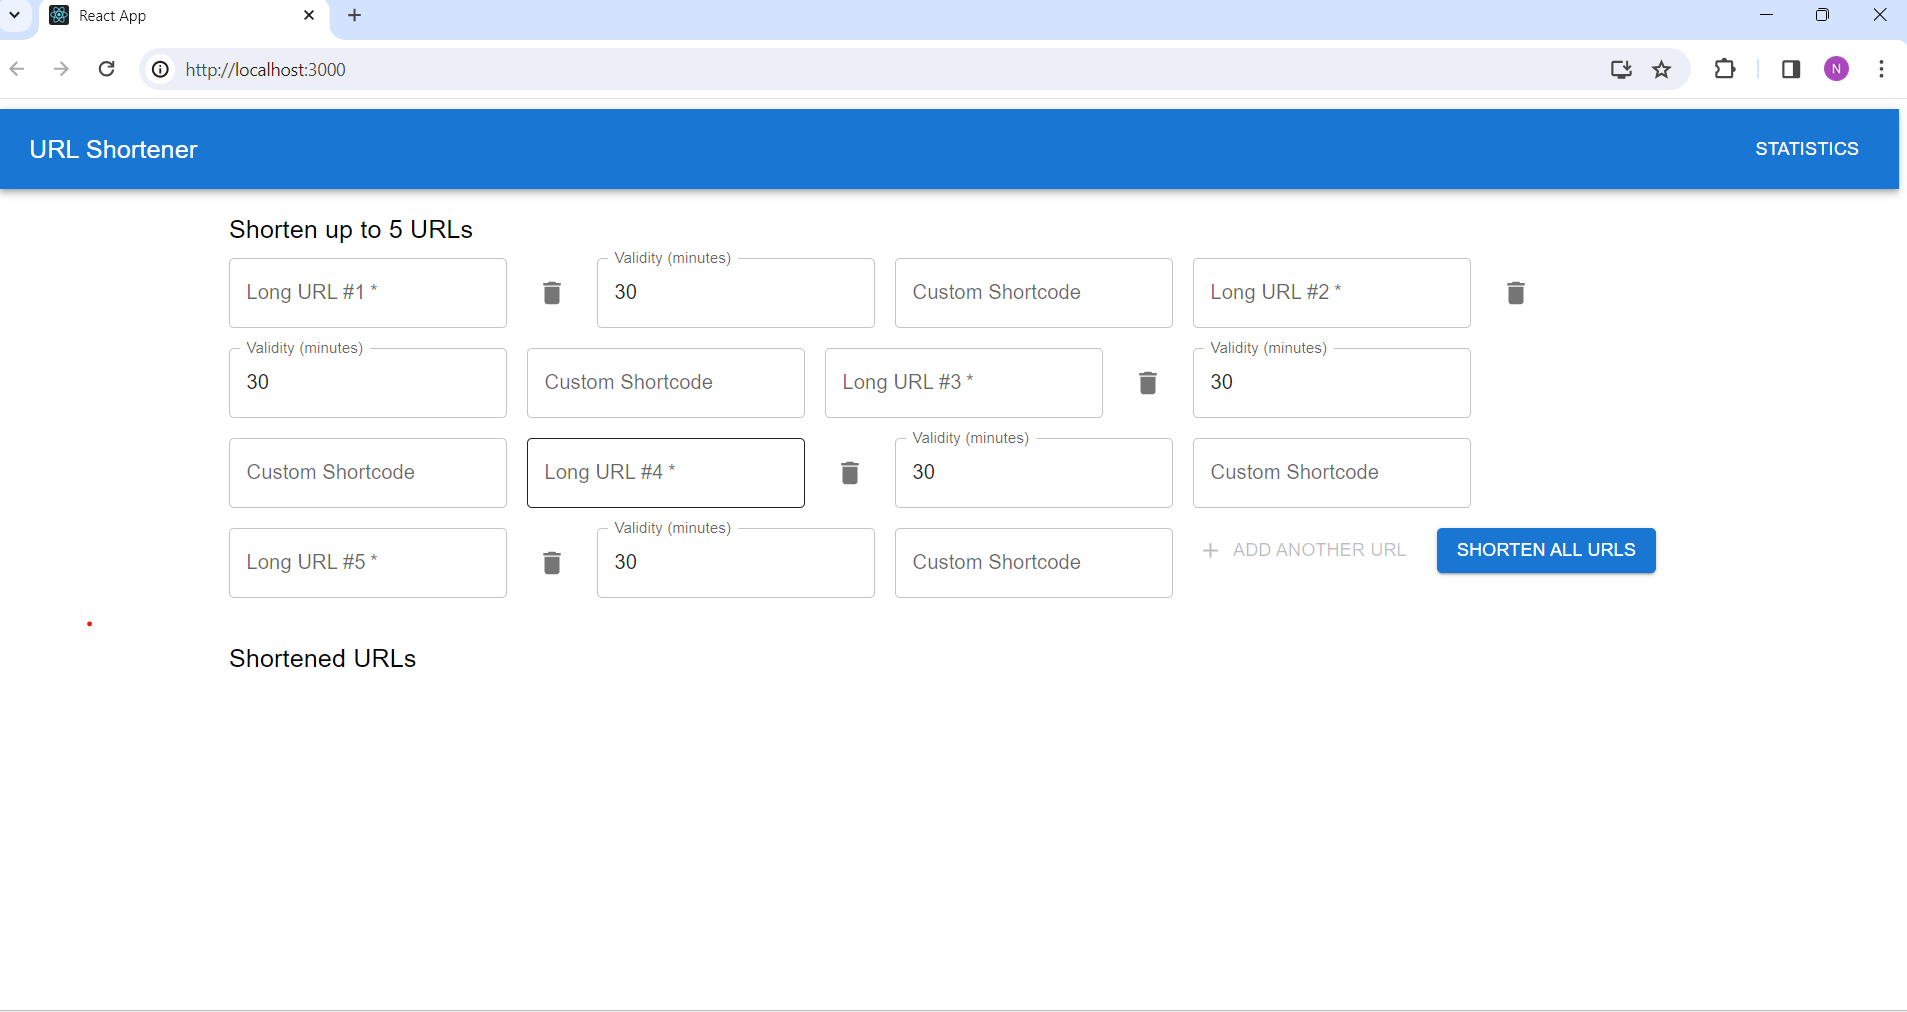 React App
http://localhost:3000
N
URL Shortener
STATISTICS
Shorten up to 5 URLs
Long URL #1 *
Validity (minutes)
30
Custom Shortcode
Long URL #2 *
Validity (minutes)
30
Custom Shortcode
Long URL #3 *
Validity (minutes)
30
Custom Shortcode
Long URL #4 *
Validity (minutes)
30
Custom Shortcode
Long URL #5 *
Validity (minutes)
30
Custom Shortcode
+ ADD ANOTHER URL
SHORTEN ALL URLS
Shortened URLs